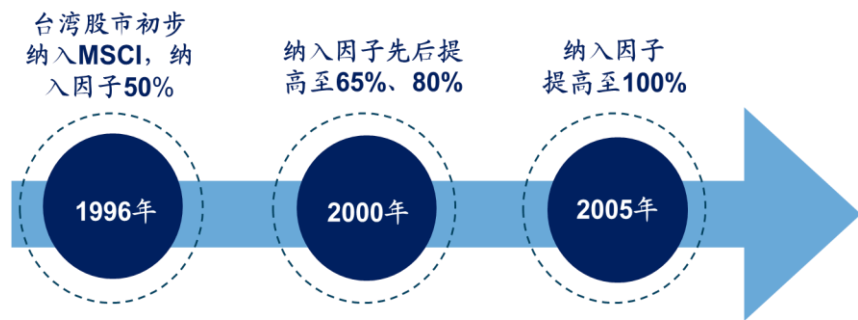 台湾股市初步
纳入MSCI，纳
入因子50%
纳入因子先后提
高至65%、80%
纳入因子
提高至100%
1996年
2000年
2005年